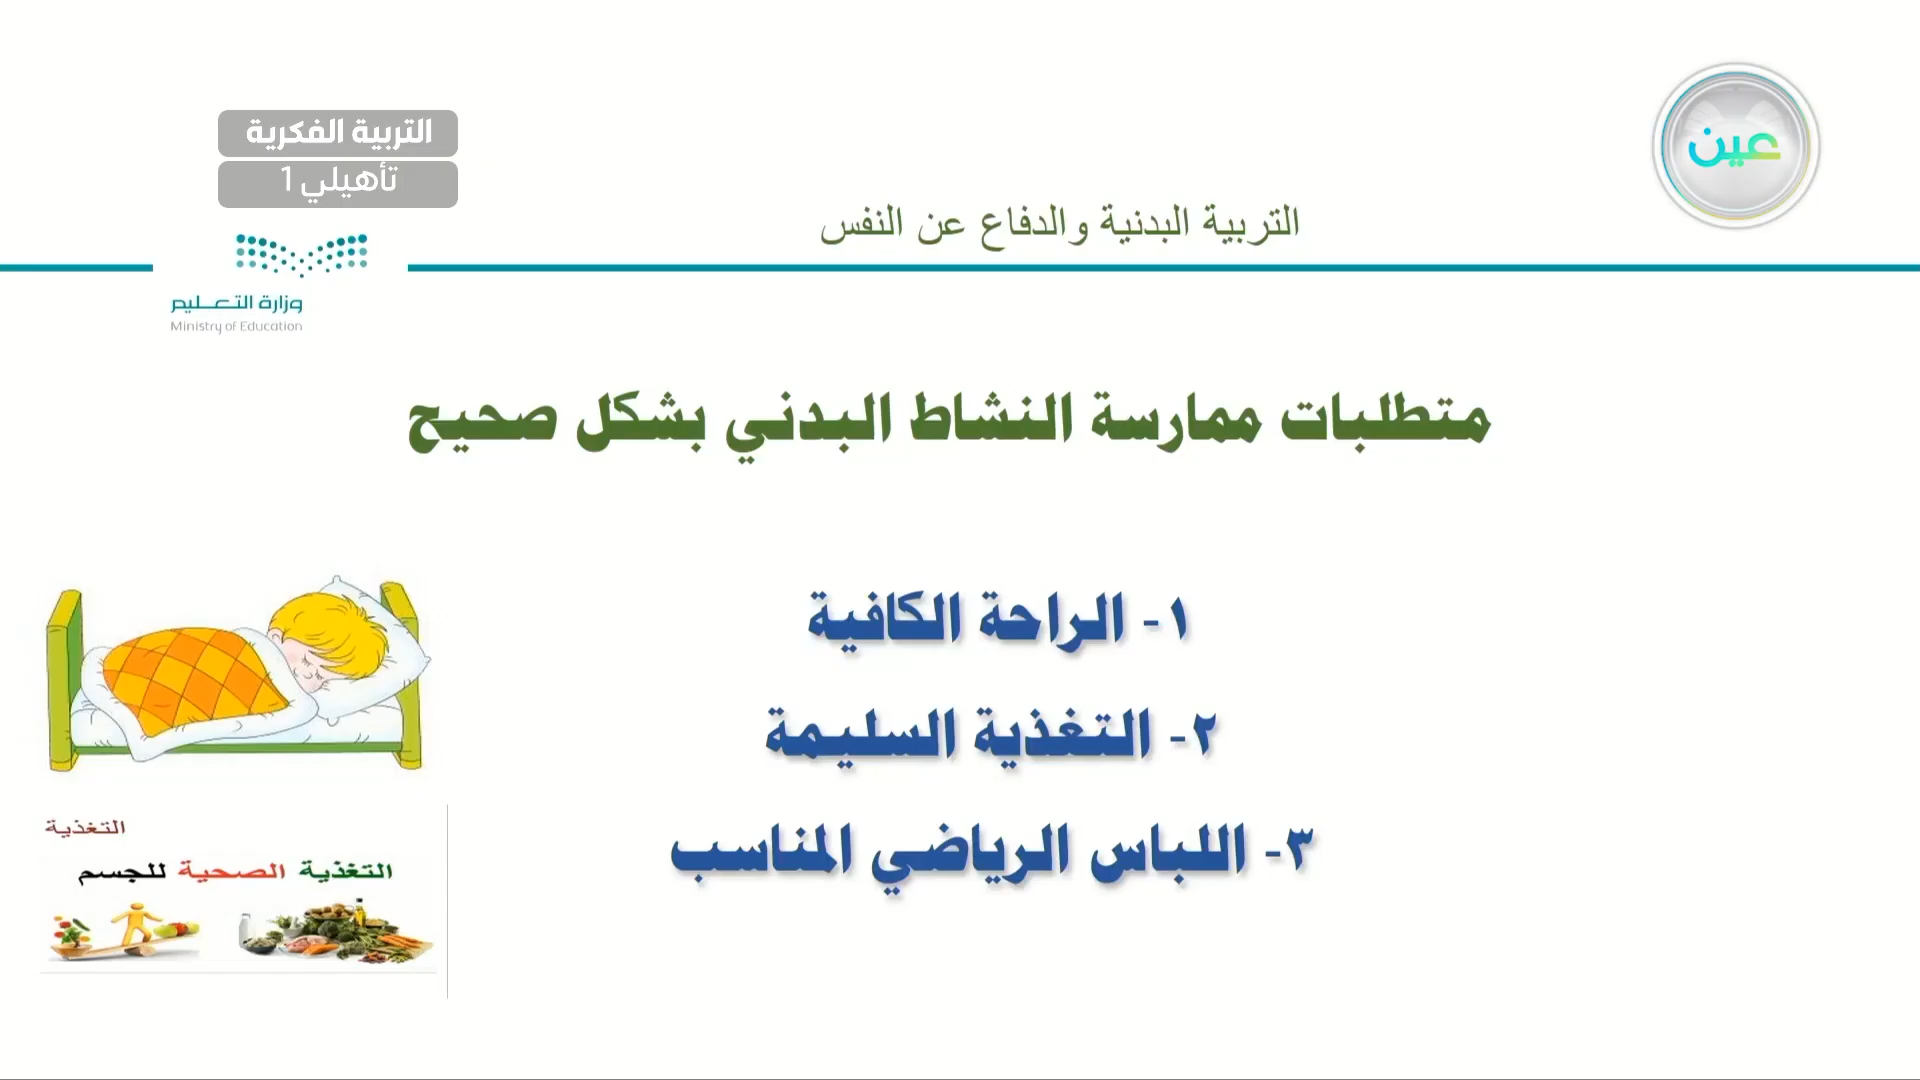 عين
التربية الفكرية
تأهيلي 1
التربية البدنية والدفاع عن النفس
وزارة التعليم
Ministry of Education
متطلبات ممارسة النشاط البدني بشكل صحيح
١- الراحة الكافية
٢- التغذية السليمة
٣- اللباس الرياضي المناسب
التغذية
التغذية الصحية للجسم